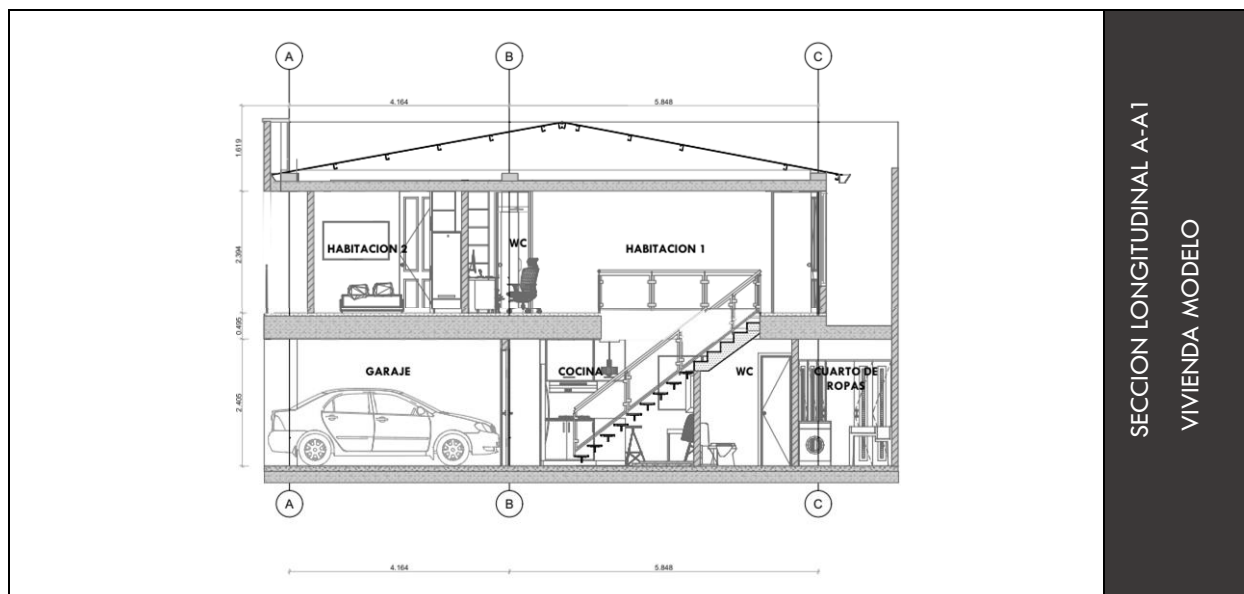 A
B
C
4.164
5.848
1.619
2.394
0.495
2.405
HABITACION 2
WC
HABITACION 1
GARAJE
COCINA
WC
CUARTO DE
ROPAS
A
B
C
4.164
5.848
SECCION LONGITUDINAL A-A1
VIVIENDA MODELO